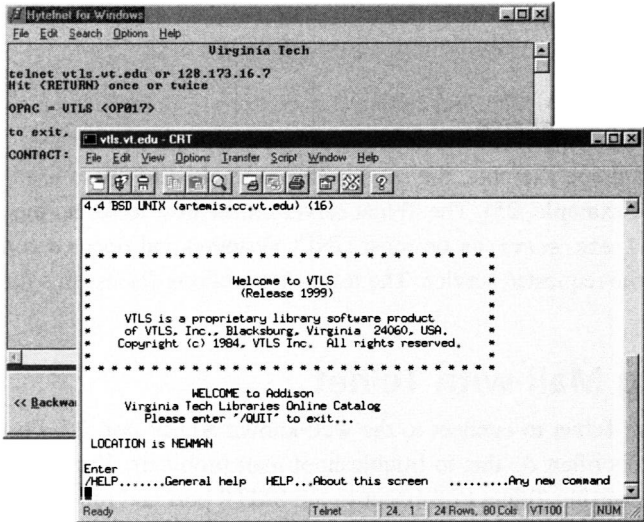 Hytelnet for Windows
File Edit Search Options Help
Virginia Tech
telnet vtls.vt.edu or 128.173.16.7
Hit <RETURN> once or twice
OPAC = VTLS <OP017>
to exit,
CONTACT:
<< Backwa
vtls.vt.edu - CRT
File Edit View Options Transfer Script Window Help
4.4 BSD UNIX (artemis.cc.vt.edu) (16)
* * * * * * * * * * * * * * * * * * * * * * * * * * * * *
* *
* Welcome to VTLS *
* (Release 1999) *
* *
* VTLS is a proprietary library software product *
* of VTLS, Inc., Blacksburg, Virginia 24060, USA. *
* Copyright (c) 1984, VTLS Inc. All rights reserved. *
* *
* * * * * * * * * * * * * * * * * * * * * * * * * * * * *
WELCOME to Addison
Virginia Tech Libraries Online Catalog
Please enter "/QUIT" to exit...
LOCATION is NEWMAN
Enter
/HELP.......General help HELP...About this screen .........Any new command
Ready Telnet 24, 1 24 Rows, 80 Cols VT100 NUM